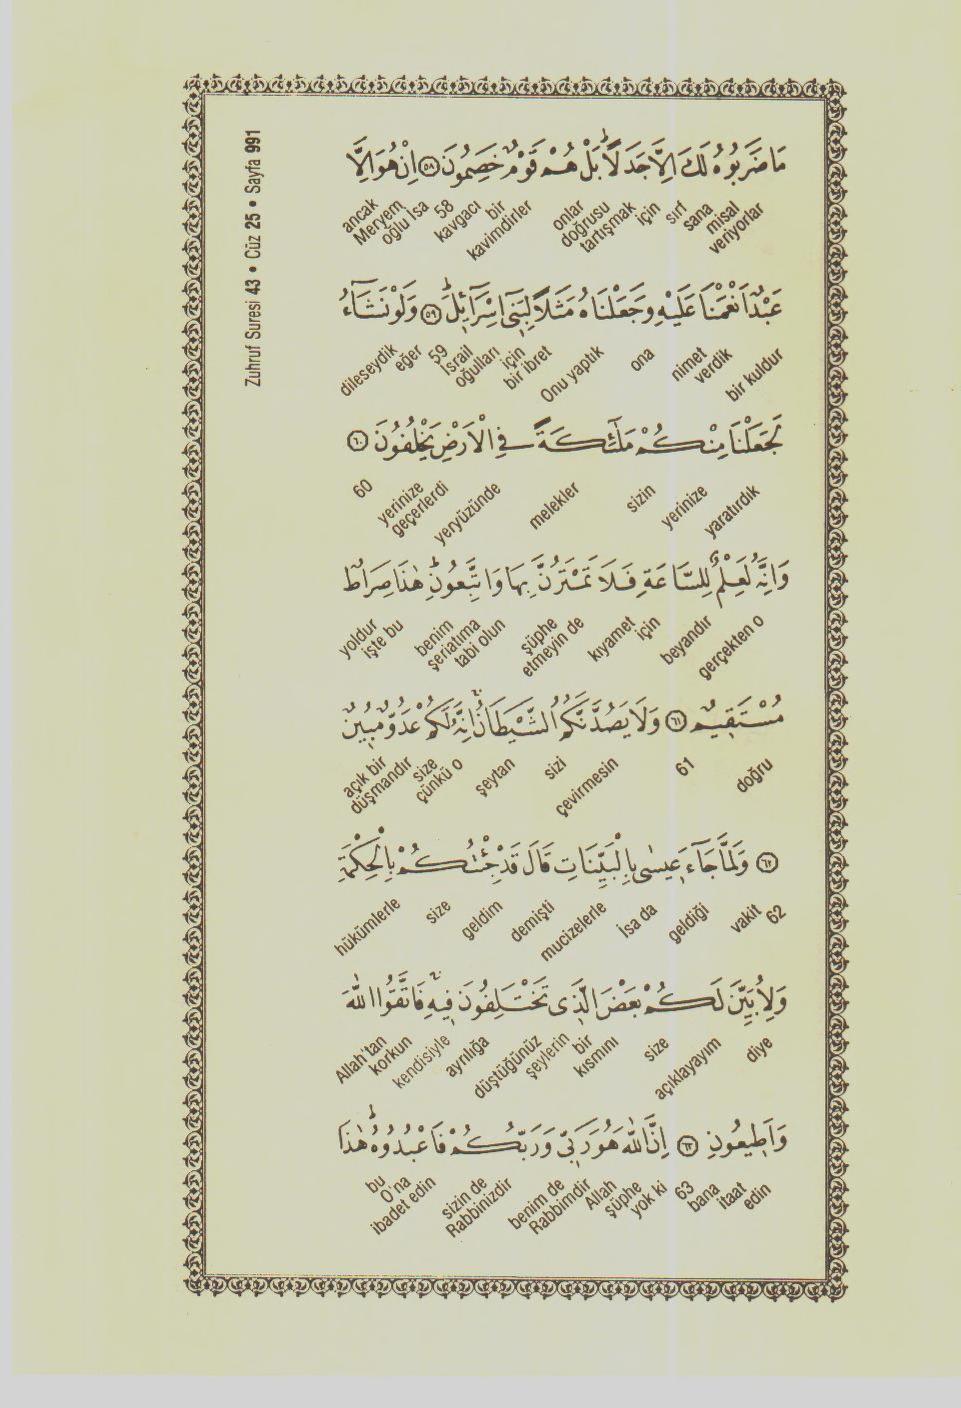 Zuhruf Suresi 43 • Cüz 25 • Sayfa 991
مَا ضَرَبُوهُ لَكَ اِلَّا جَدَلًاۜ بَلْ هُمْ قَوْمٌ خَصِمُونَ ﴿٥٨﴾ اِنْ هُوَ اِلَّا
misal veriyorlar sana sırf için doğrusu tartışmak onlar bir kavimdirler kavgacı 58 oğlu İsa Meryem ancak
عَبْدٌ اَنْعَمْنَا عَلَيْهِ وَجَعَلْنَاهُ مَثَلًا لِبَنٖٓي اِسْرَٓائٖلَۜ ﴿٥٩﴾ وَلَوْ نَشَٓاءُ
bir kuldur nimet verdik ona Onu yaptık için bir ibret İsrail oğulları 59 eğer dileseydik
لَجَعَلْنَا مِنْكُمْ مَلٰٓئِكَةً فِي الْاَرْضِ يَخْلُفُونَ ﴿٦٠﴾
yaratırdık yerinize sizin melekler yeryüzünde yerinize geçerlerdi 60
وَاِنَّهُ لَعِلْمٌ لِلسَّاعَةِ فَلَا تَمْتَرُنَّ بِهَا وَاتَّبِعُونِۜ هٰذَا صِرَاطٌ
gerçekten o beyandır için kıyamet şüphe etmeyin de benim şeriatıma tabi olun işte bu yoldur
مُسْتَقٖيمٌ ﴿٦١﴾ وَلَا يَصُدَّنَّكُمُ الشَّيْطَانُۚ اِنَّهُ لَكُمْ عَدُوٌّ مُبٖينٌ
doğru 61 çevirmesin sizi şeytan çünkü o size açık bir düşmandır
﴿٦٢﴾ وَلَمَّا جَٓاءَ عٖيسٰى بِالْبَيِّنَاتِ قَالَ قَدْ جِئْتُكُمْ بِالْحِكْمَةِ
62 vakit geldiği İsa da mucizelerle demişti geldim size hükümlerle
وَلِاُبَيِّنَ لَكُمْ بَعْضَ الَّذٖي تَخْتَلِفُونَ فٖيهِۚ فَاتَّقُوا اللّٰهَ
diye açıklayayım size bir kısmını şeylerin düştüğünüz ayrılığa kendisiyle korkun Allah'tan
وَاَطٖيعُونِ ﴿٦٣﴾ اِنَّ اللّٰهَ هُوَ رَبّٖي وَرَبُّكُمْ فَاعْبُدُوهُۜ هٰذَا
itaat edin bana 63 şüphe yok ki Allah benim de Rabbimdir sizin de Rabbinizdir O'na ibadet edin bu